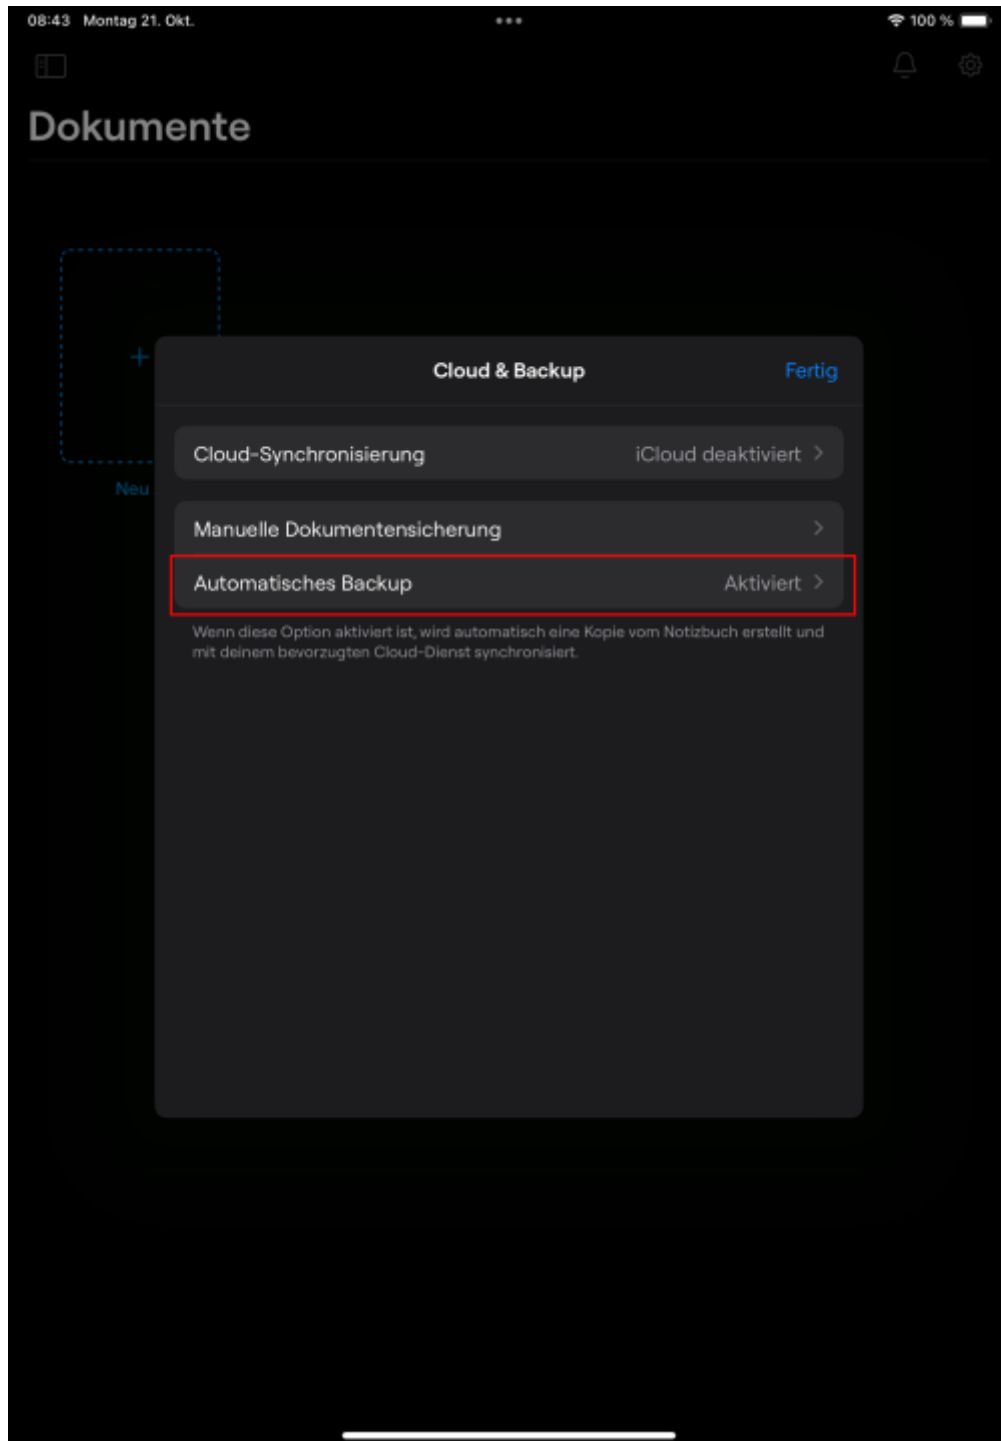 08:43 Montag 21. Okt.
100 %
Dokumente
Cloud & Backup
Fertig
Cloud-Synchronisierung
iCloud deaktiviert
Neu
Manuelle Dokumentensicherung
Automatisches Backup
Aktiviert
Wenn diese Option aktiviert ist, wird automatisch eine Kopie vom Notizbuch erstellt und
mit deinem bevorzugten Cloud-Dienst synchronisiert.